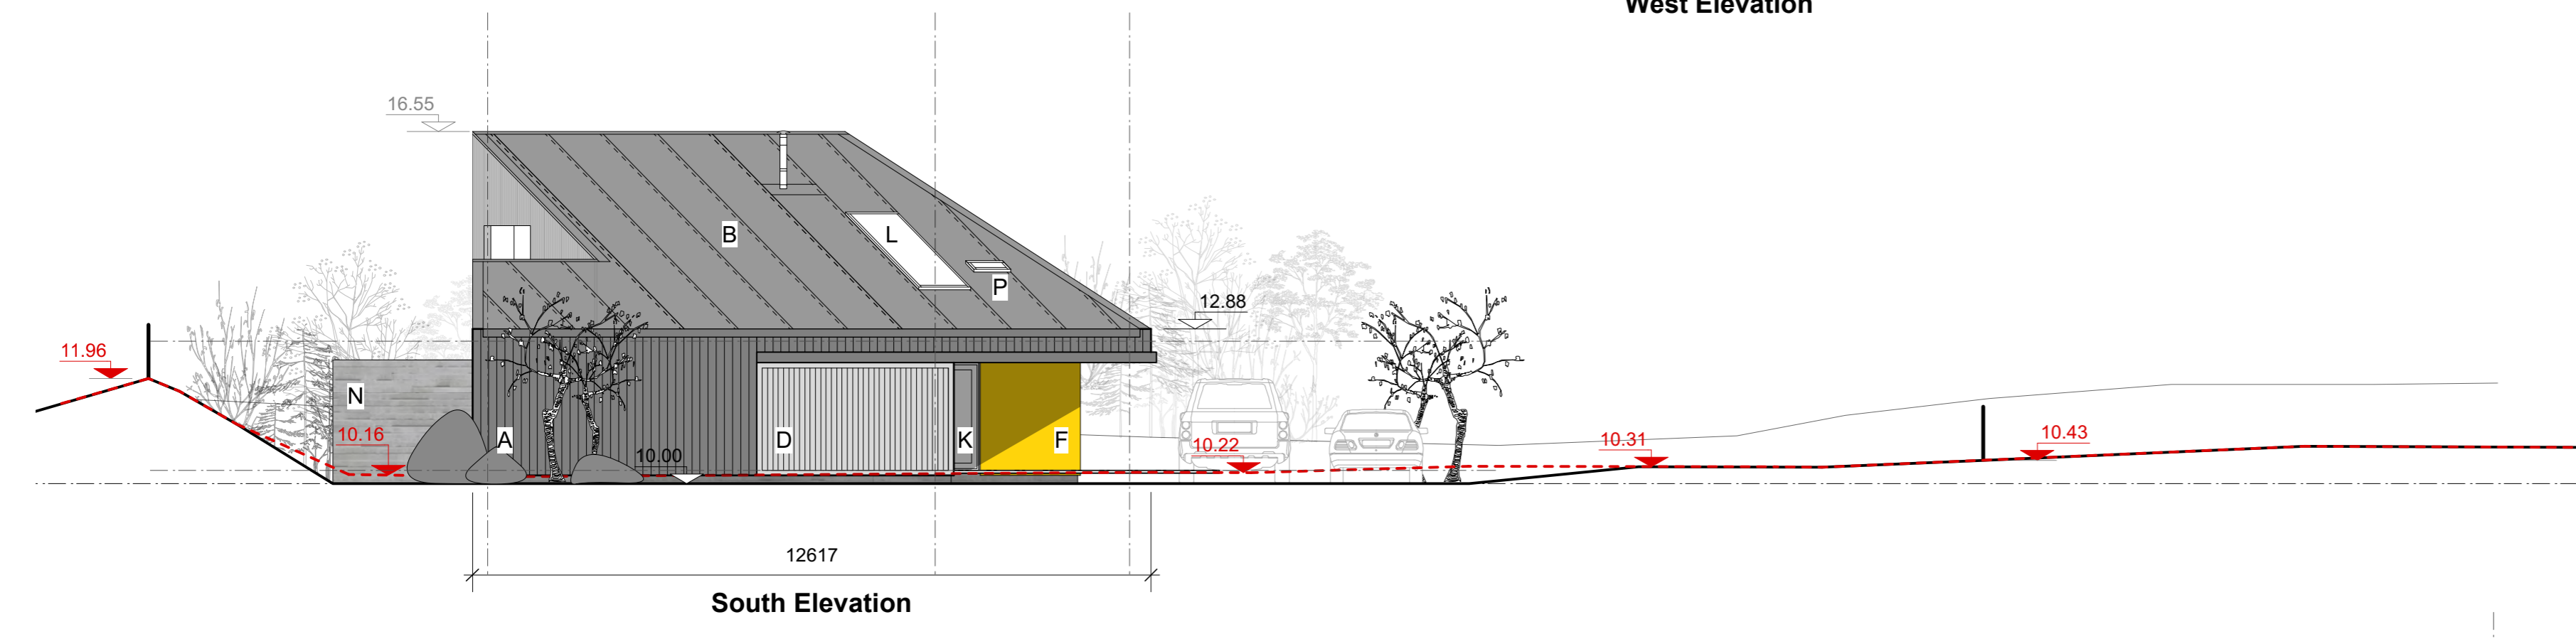 West Elevation
16.55
B
L
P
12.88
11.96
N
10.16
A
10.00
D
K
F
10.22
10.31
10.43
12617
South Elevation